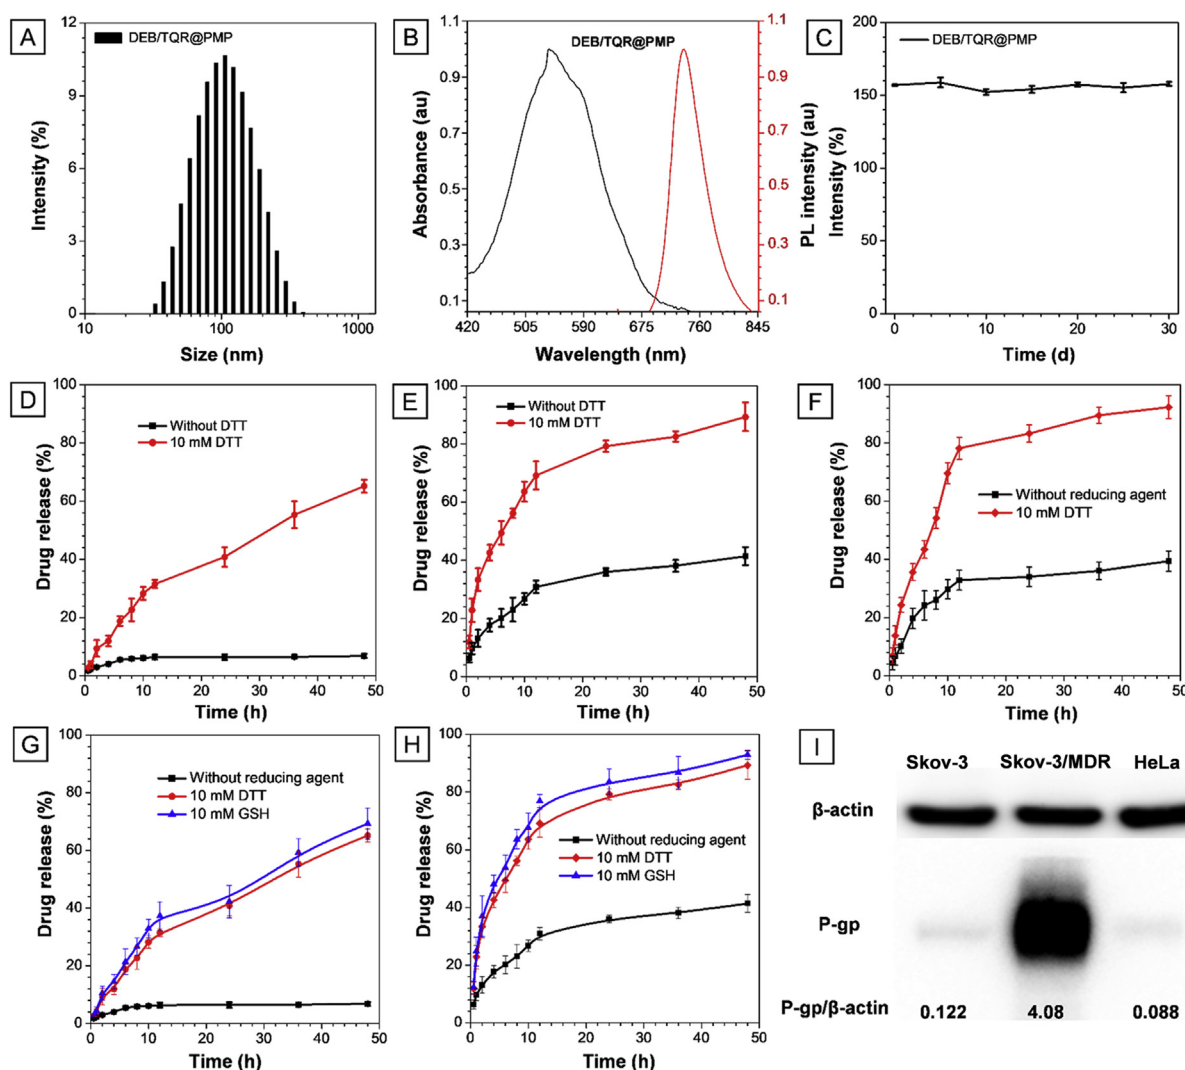 A
DEB/TQR@PMP
Intensity (%)
12
9
6
3
0
10
100
1000
Size (nm)
B
DEB/TQR@PMP
Absorbance (au)
1.1
0.9
0.7
0.5
0.3
0.1
1.1
0.9
0.7
0.5
0.3
0.1
PL intensity (au)
420
505
590
675
760
845
Wavelength (nm)
C
DEB/TQR@PMP
Intensity (%)
200
150
100
50
0
0
10
20
30
Time (d)
D
Without DTT
10 mM DTT
Drug release (%)
100
80
60
40
20
0
0
10
20
30
40
50
Time (h)
E
Without DTT
10 mM DTT
Drug release (%)
100
80
60
40
20
0
0
10
20
30
40
50
Time (h)
F
Without reducing agent
10 mM DTT
Drug release (%)
100
80
60
40
20
0
0
10
20
30
40
50
Time (h)
G
Without reducing agent
10 mM DTT
10 mM GSH
Drug release (%)
100
80
60
40
20
0
0
10
20
30
40
50
Time (h)
H
Without reducing agent
10 mM DTT
10 mM GSH
Drug release (%)
100
80
60
40
20
0
0
10
20
30
40
50
Time (h)
I
Skov-3 Skov-3/MDR HeLa
β-actin
P-gp
P-gp/β-actin 0.122 4.08 0.088